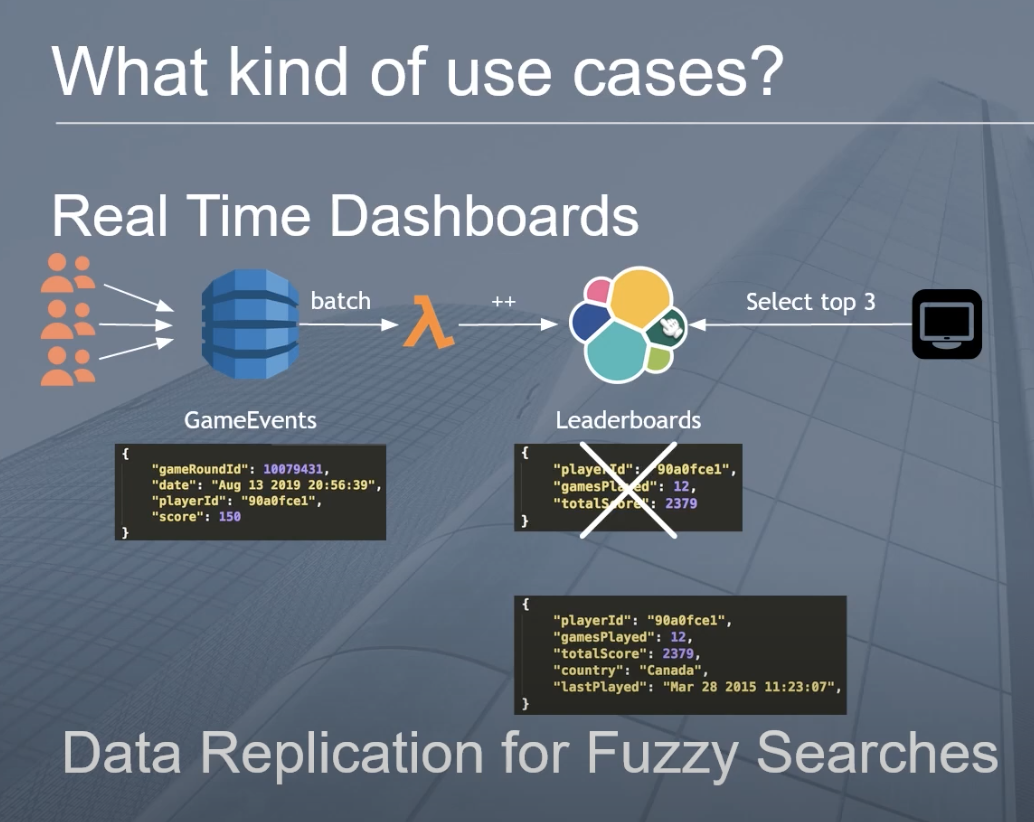 What kind of use cases?
Real Time Dashboards
batch
++
Select top 3
GameEvents
{
"gameRoundId": 10079431,
"date": "Aug 13 2019 20:56:39",
"playerId": "90a0fce1",
"score": 150
}
Leaderboards
{
"playerId": "90a0fce1",
"gamesPlayed": 12,
"totalScore": 2379
}
{
"playerId": "90a0fce1",
"gamesPlayed": 12,
"totalScore": 2379,
"country": "Canada",
"lastPlayed": "Mar 28 2015 11:23:07",
}
Data Replication for Fuzzy Searches